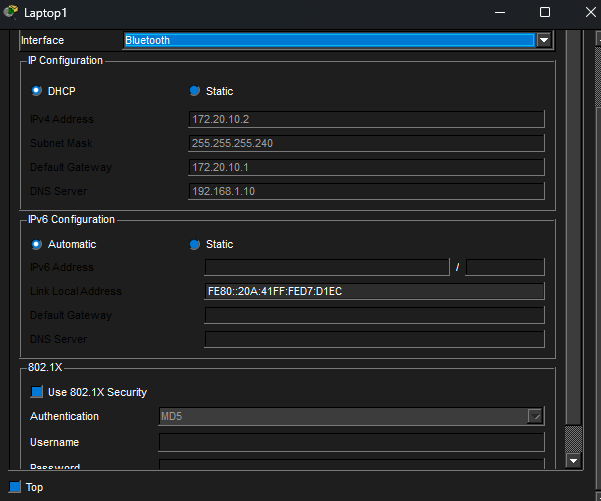 Laptop1
Interface Bluetooth
IP Configuration
DHCP Static
IPv4 Address 172.20.10.2
Subnet Mask 255.255.255.240
Default Gateway 172.20.10.1
DNS Server 192.168.1.10
IPv6 Configuration
Automatic Static
IPv6 Address /
Link Local Address FE80::20A:41FF:FED7:D1EC
Default Gateway
DNS Server
802.1X
Use 802.1X Security
Authentication MD5
Username
Password
Top